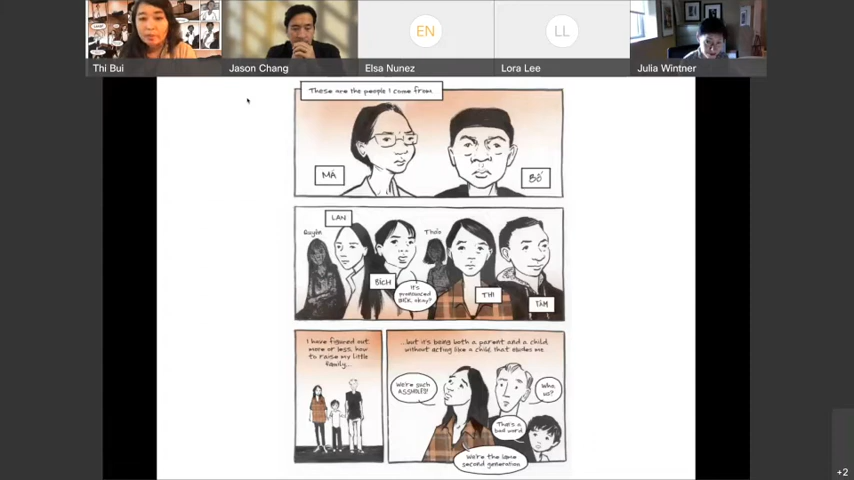 EN
LL
Thi Bui
Jason Chang
Elsa Nunez
Lora Lee
Julia Wintner
These are the people I come from.
MÁ
BỐ
LAN
Quyên
Thảo
BÍCH
It's
pronounced
BICK, okay?
THI
TÂM
I have figured out,
more or less, how
to raise my little
family...
...but it's being both a parent and a child,
without acting like a child, that eludes me.
We're such
ASSHOLES!
Who,
us?
That's a
bad word.
We're the lame
second generation
+2